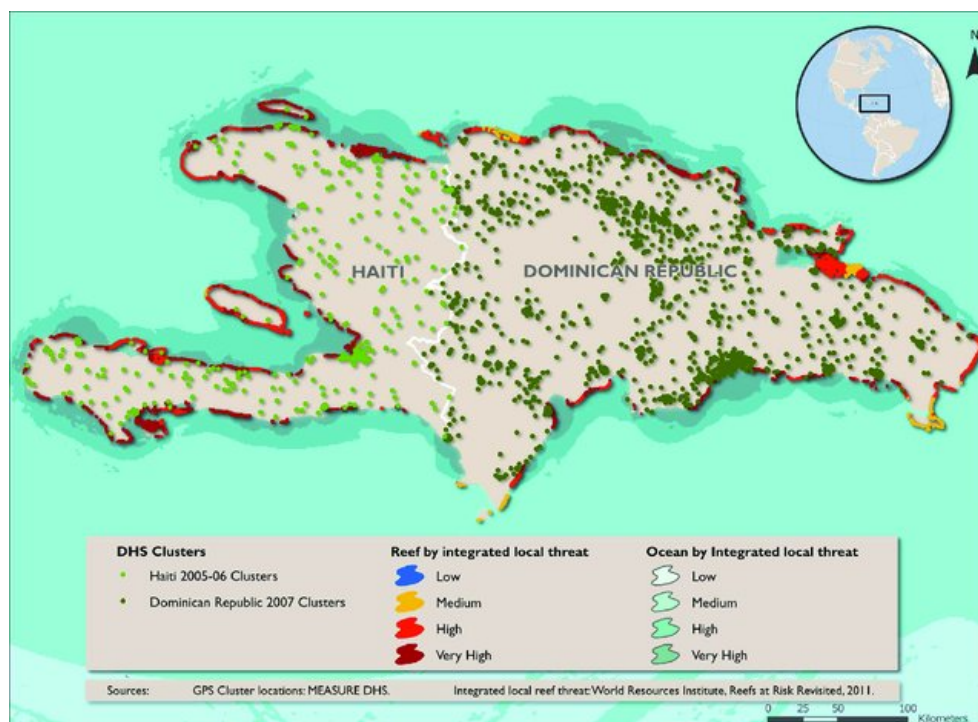 N
HAITI
DOMINICAN REPUBLIC
DHS Clusters
Haiti 2005-06 Clusters
Dominican Republic 2007 Clusters
Reef by integrated local threat
Low
Medium
High
Very High
Ocean by Integrated local threat
Low
Medium
High
Very High
Sources: GPS Cluster locations: MEASURE DHS. Integrated local reef threat: World Resources Institute, Reefs at Risk Revisited, 2011.
0 25 50 100
Kilometers